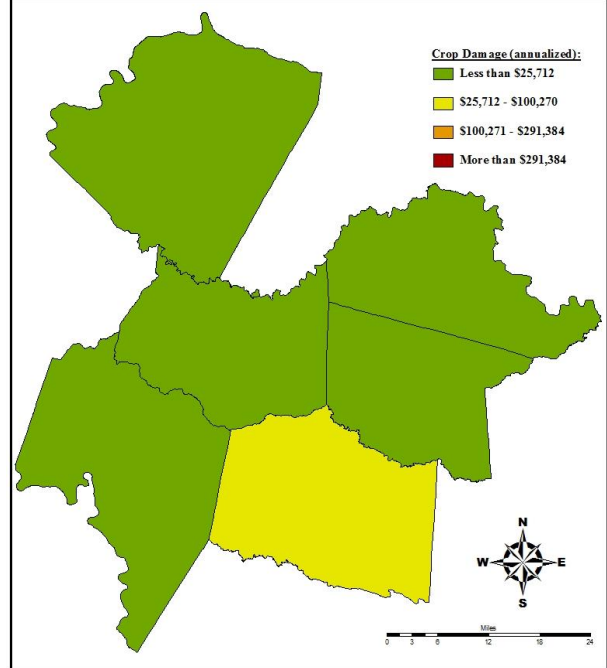 Crop Damage (annualized):
Less than $25,712
$25,712 - $100,270
$100,271 - $291,384
More than $291,384
N
W E
S
Miles
0 3 6 12 18 24